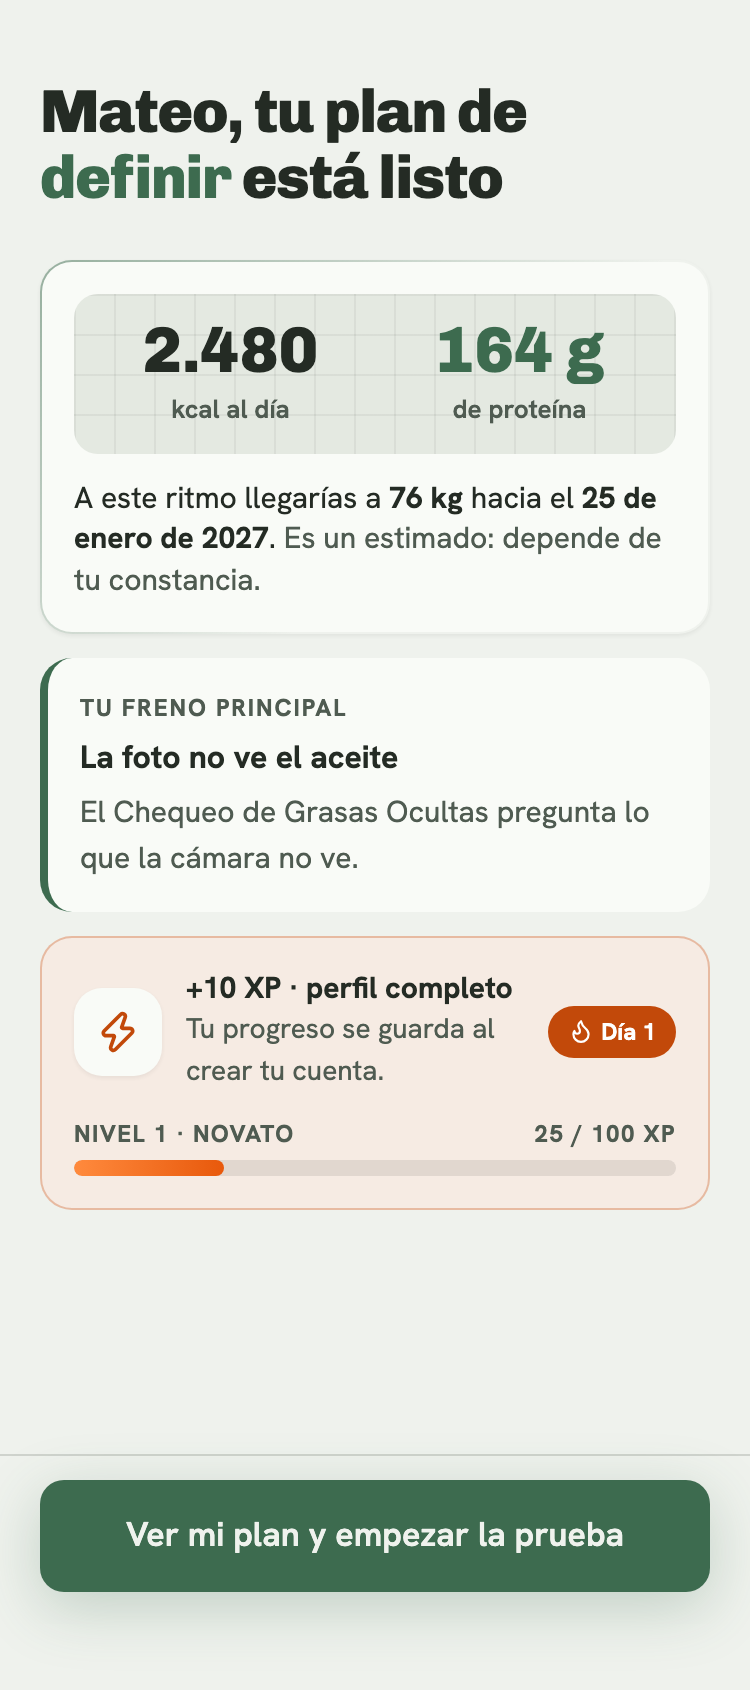 Mateo, tu plan de
definir está listo
2.480
kcal al día
164 g
de proteína
A este ritmo llegarías a 76 kg hacia el 25 de
enero de 2027. Es un estimado: depende de
tu constancia.
TU FRENO PRINCIPAL
La foto no ve el aceite
El Chequeo de Grasas Ocultas pregunta lo
que la cámara no ve.
+10 XP · perfil completo
Tu progreso se guarda al
crear tu cuenta.
Día 1
NIVEL 1 · NOVATO
25 / 100 XP
Ver mi plan y empezar la prueba